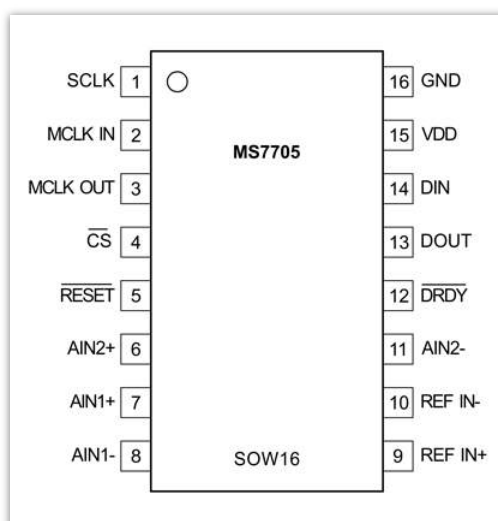 SCLK 1 16 GND
MCLK IN 2 15 VDD
MS7705
MCLK OUT 3 14 DIN
CS 4 13 DOUT
RESET 5 12 DRDY
AIN2+ 6 11 AIN2-
AIN1+ 7 10 REF IN-
AIN1- 8 SOW16 9 REF IN+